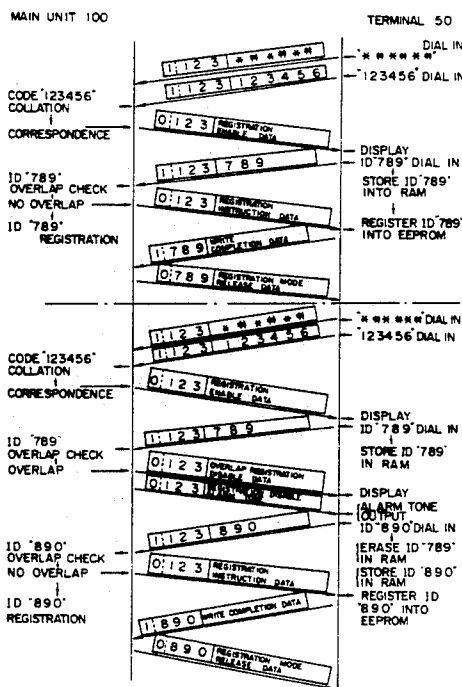 MAIN UNIT 100
TERMINAL 50
DIAL IN
1 1 2 3 * * * * * *
"* * * * * *"
1 1 2 3 1 2 3 4 5 6
"123456" DIAL IN
CODE "123456"
COLLATION
CORRESPONDENCE
0 1 2 3 REGISTRATION
ENABLE DATA
DISPLAY
1 1 2 3 7 8 9
ID "789" DIAL IN
ID "789"
OVERLAP CHECK
STORE ID "789"
INTO RAM
NO OVERLAP
0 1 2 3 REGISTRATION
INSTRUCTION DATA
REGISTER ID "789"
INTO EEPROM
ID "789"
REGISTRATION
1 7 8 9 WRITE
COMPLETION DATA
0 7 8 9 REGISTRATION MODE
RELEASE DATA
1 1 2 3 * * * * * *
"* * * * * *" DIAL IN
1 1 2 3 1 2 3 4 5 6
"123456" DIAL IN
CODE "123456"
COLLATION
CORRESPONDENCE
0 1 2 3 REGISTRATION
ENABLE DATA
DISPLAY
1 1 2 3 7 8 9
ID "789" DIAL IN
ID "789"
OVERLAP CHECK
STORE ID "789"
IN RAM
OVERLAP
0 1 2 3 OVERLAP REGISTRATION
DISABLE DATA
0 1 2 3
DISPLAY
ALARM TONE
OUTPUT
1 1 2 3 8 9 0
ID "890" DIAL IN
ID "890"
OVERLAP CHECK
ERASE ID "789"
IN RAM
NO OVERLAP
0 1 2 3 REGISTRATION
INSTRUCTION DATA
STORE ID "890"
IN RAM
REGISTER ID
"890" INTO
EEPROM
ID "890"
REGISTRATION
1 8 9 0 WRITE COMPLETION DATA
0 8 9 0 REGISTRATION MODE
RELEASE DATA